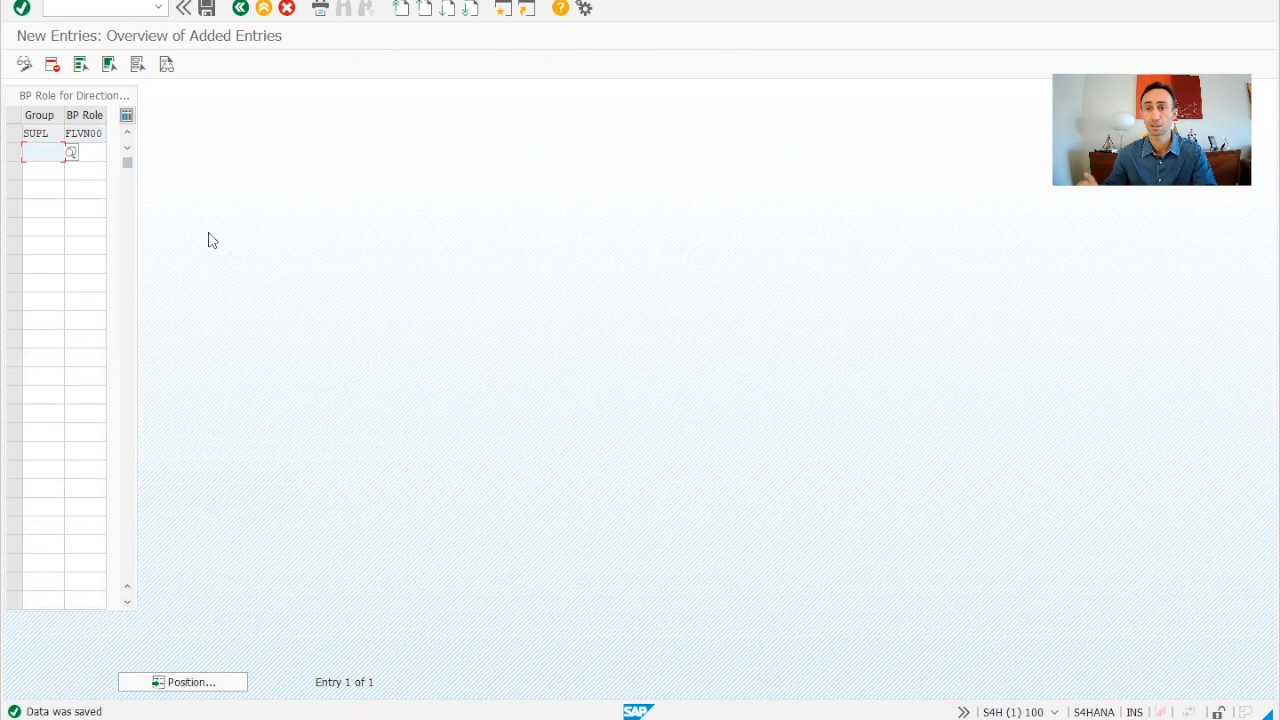 New Entries: Overview of Added Entries
BP Role for Direction...
Group BP Role
SUPL FLVN00
Position... Entry 1 of 1
Data was saved SAP S4H (1) 100 S4HANA INS